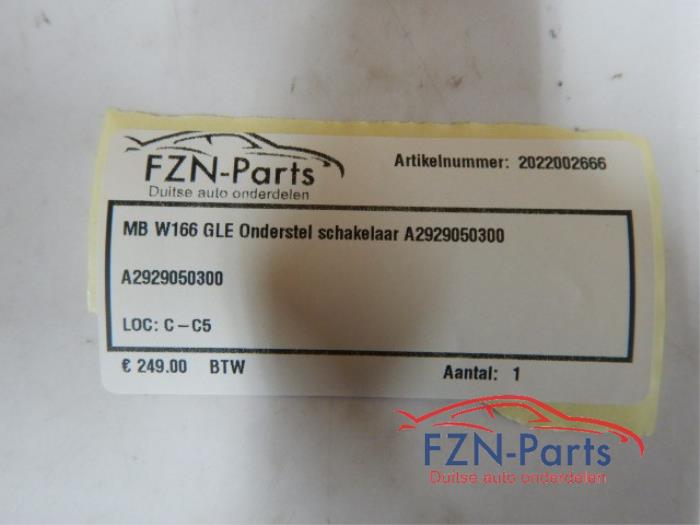 FZN-Parts
Duitse auto onderdelen
Artikelnummer: 2022002666
MB W166 GLE Onderstel schakelaar A2929050300
A2929050300
LOC: C-C5
€ 249.00 BTW
Aantal: 1
FZN-Parts
Duitse auto onderdelen